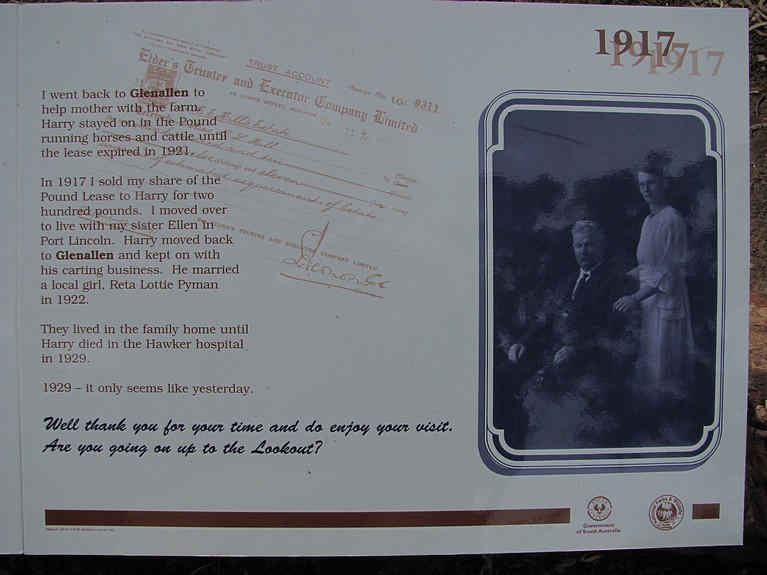 1917
I went back to Glenallen to
help mother with the farm.
Harry stayed on in the Pound
running horses and cattle until
the lease expired in 1921.
In 1917 I sold my share of the
Pound Lease to Harry for two
hundred pounds. I moved over
to live with my sister Ellen in
Port Lincoln. Harry moved back
to Glenallen and kept on with
his carting business. He married
a local girl, Reta Lottie Pyman
in 1922.
They lived in the family home until
Harry died in the Hawker hospital
in 1929.
1929 – it only seems like yesterday.
Well thank you for your time and do enjoy your visit.
Are you going on up to the Lookout?
TRUST ACCOUNT
Elder's Trustee and Executor Company Limited
Government
of South Australia